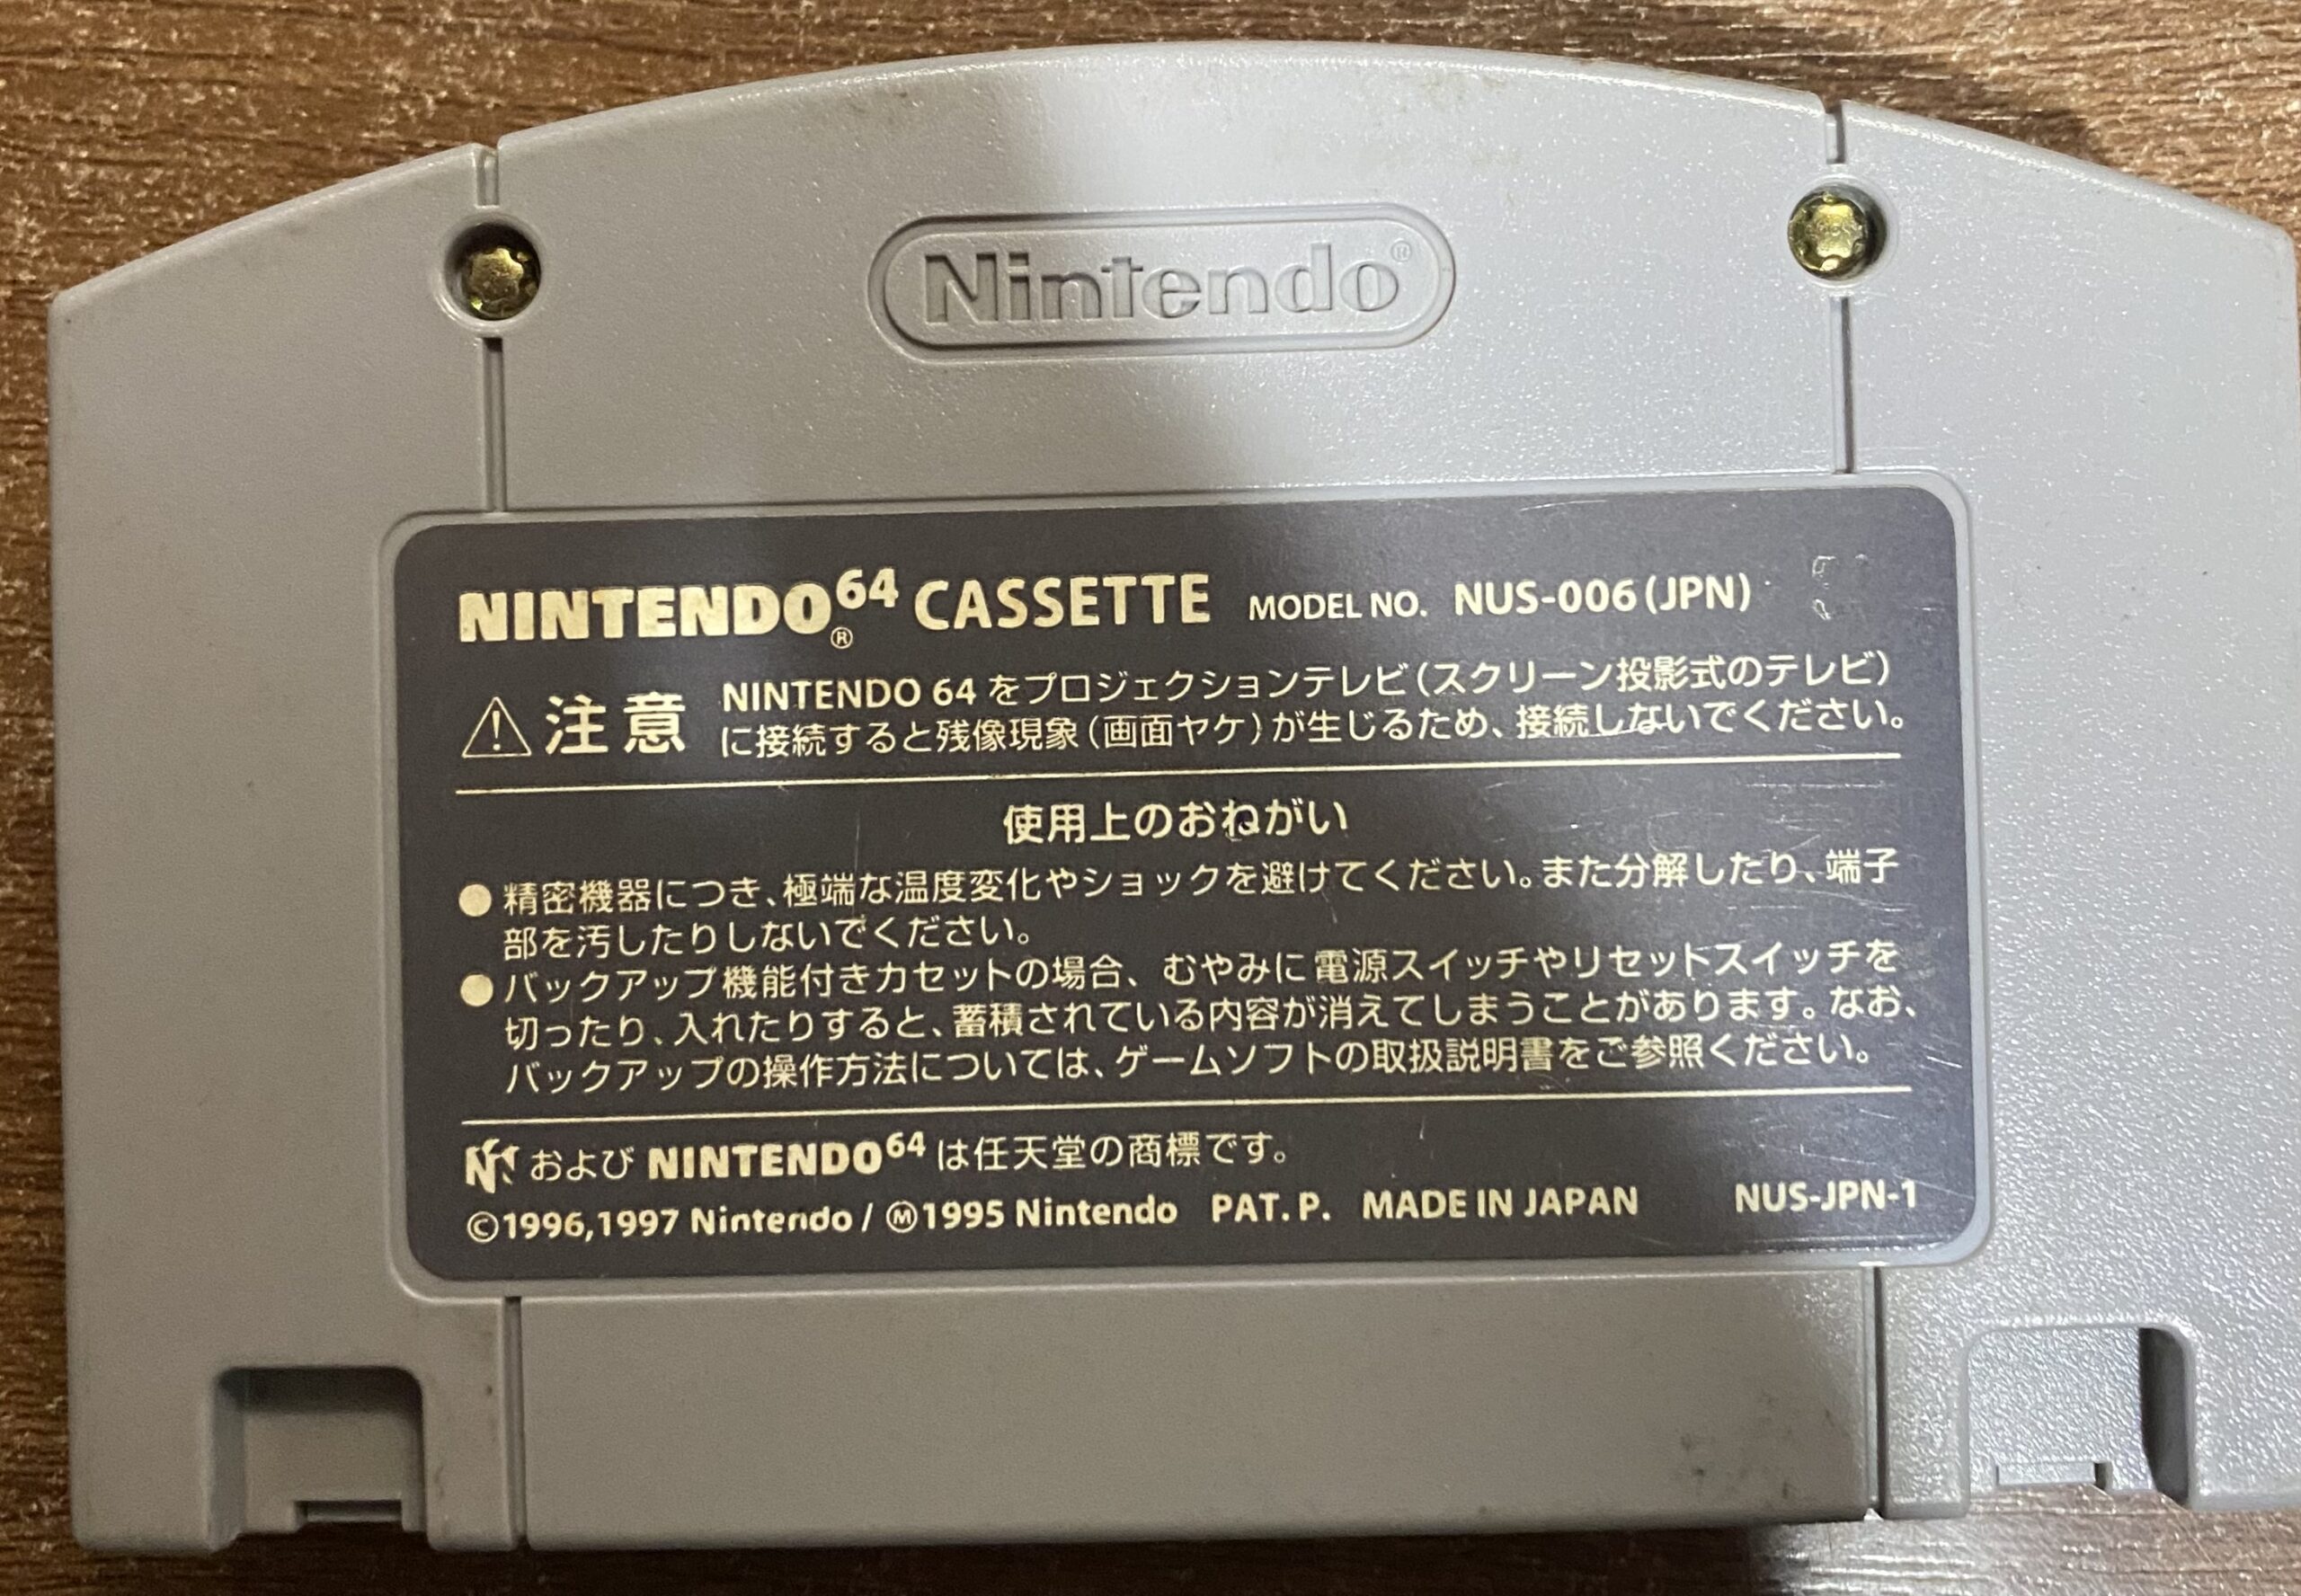 Nintendo®
NINTENDO64® CASSETTE MODEL NO. NUS-006(JPN)
⚠注意 NINTENDO 64 をプロジェクションテレビ(スクリーン投影式のテレビ)
に接続すると残像現象(画面ヤケ)が生じるため、接続しないでください。
使用上のおねがい
●精密機器につき、極端な温度変化やショックを避けてください。また分解したり、端子
部を汚したりしないでください。
●バックアップ機能付きカセットの場合、むやみに電源スイッチやリセットスイッチを
切ったり、入れたりすると、蓄積されている内容が消えてしまうことがあります。なお、
バックアップの操作方法については、ゲームソフトの取扱説明書をご参照ください。
N およびNINTENDO64は任天堂の商標です。
©1996,1997 Nintendo/Ⓜ1995 Nintendo PAT. P. MADE IN JAPAN NUS-JPN-1